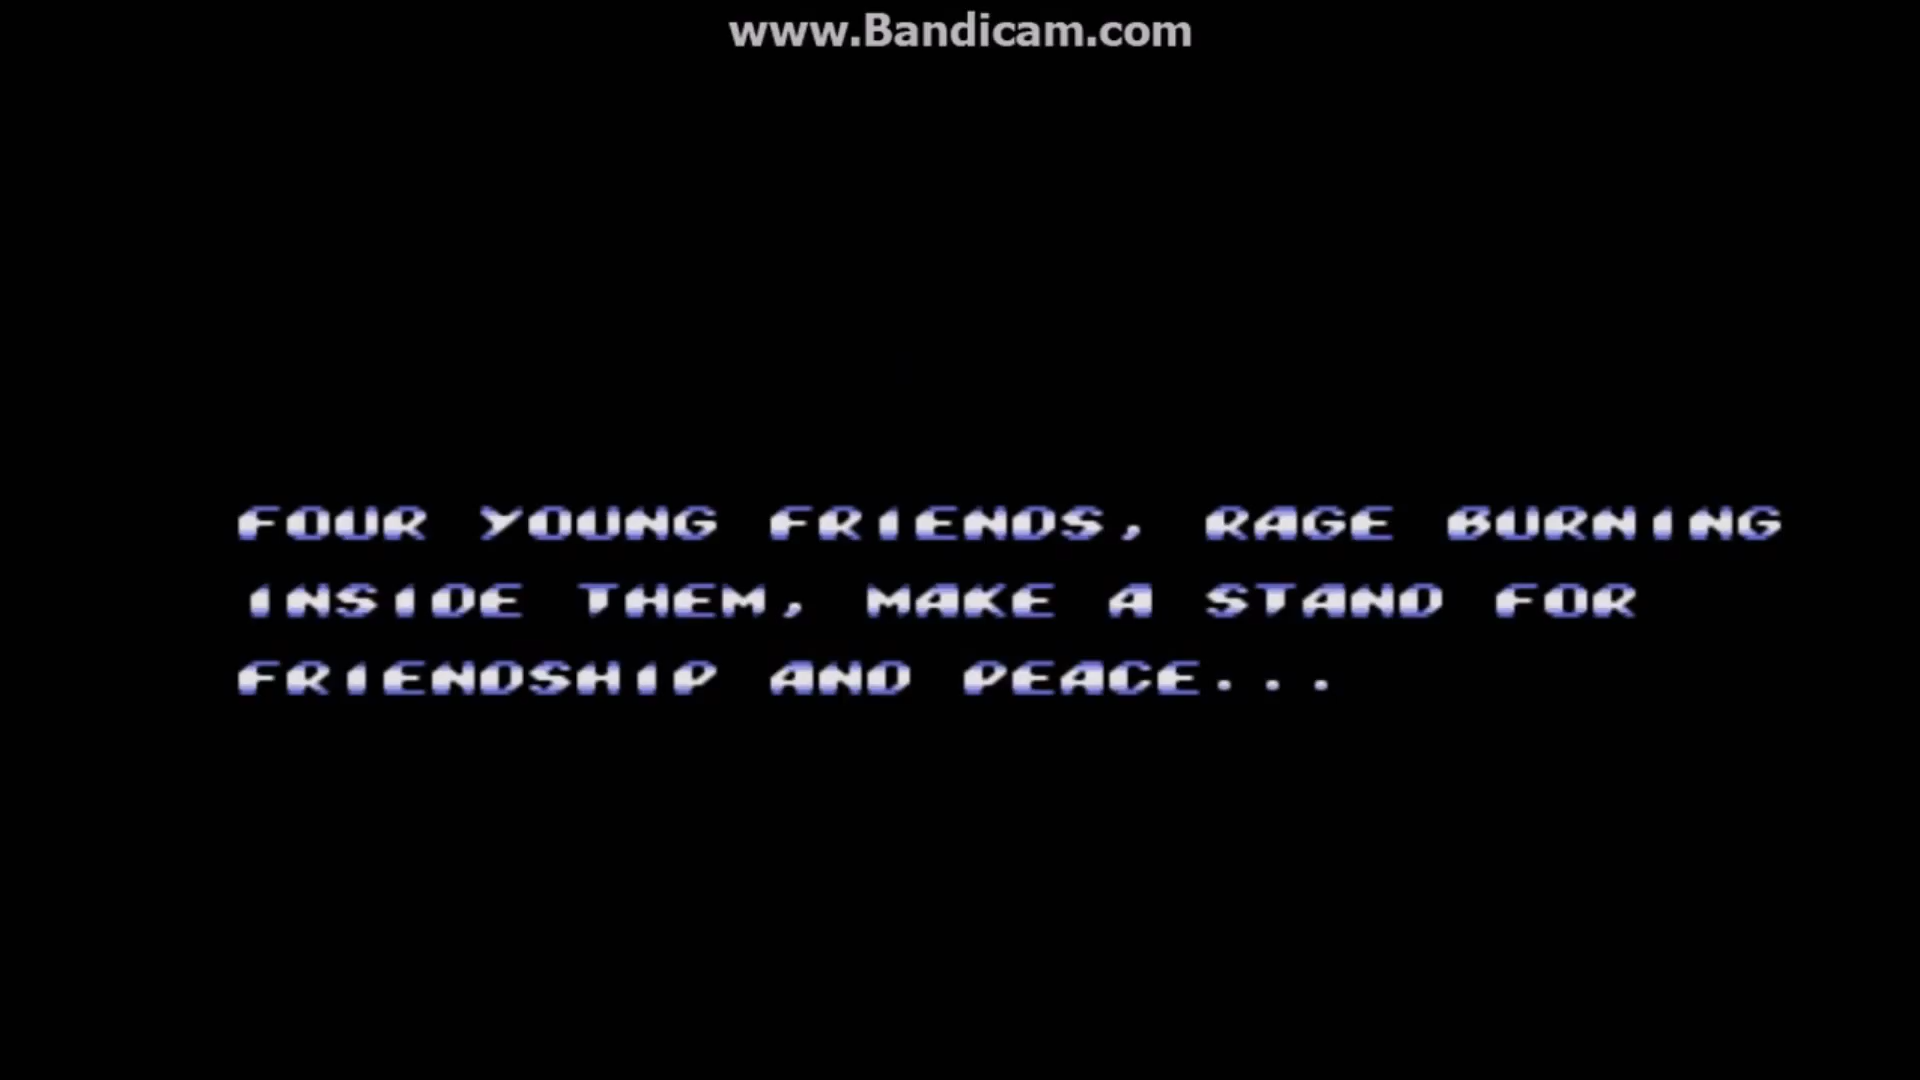 www.Bandicam.com
FOUR YOUNG FRIENDS, RAGE BURNING
INSIDE THEM, MAKE A STAND FOR
FRIENDSHIP AND PEACE...